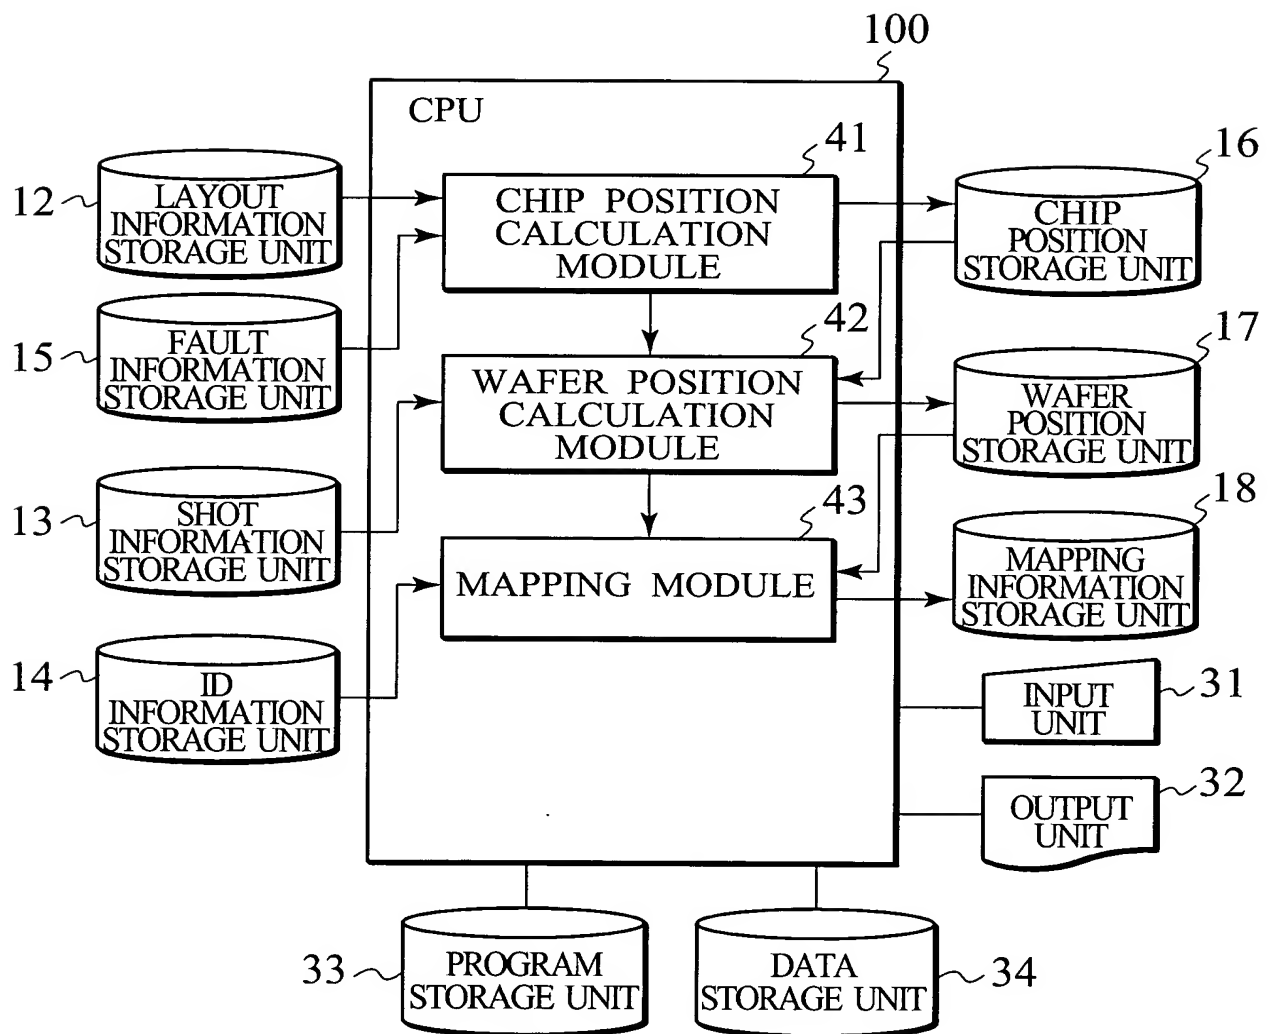 100
CPU
12
LAYOUT
INFORMATION
STORAGE UNIT
41
CHIP POSITION
CALCULATION
MODULE
16
CHIP
POSITION
STORAGE UNIT
15
FAULT
INFORMATION
STORAGE UNIT
42
WAFER POSITION
CALCULATION
MODULE
17
WAFER
POSITION
STORAGE UNIT
13
SHOT
INFORMATION
STORAGE UNIT
43
MAPPING MODULE
18
MAPPING
INFORMATION
STORAGE UNIT
14
ID
INFORMATION
STORAGE UNIT
INPUT
UNIT
31
OUTPUT
UNIT
32
33
PROGRAM
STORAGE UNIT
DATA
STORAGE UNIT
34